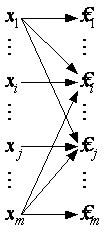 x₁ €₁
⋮ ⋮
xᵢ €ᵢ
⋮ ⋮
xⱼ €ⱼ
⋮ ⋮
xₘ €ₘ